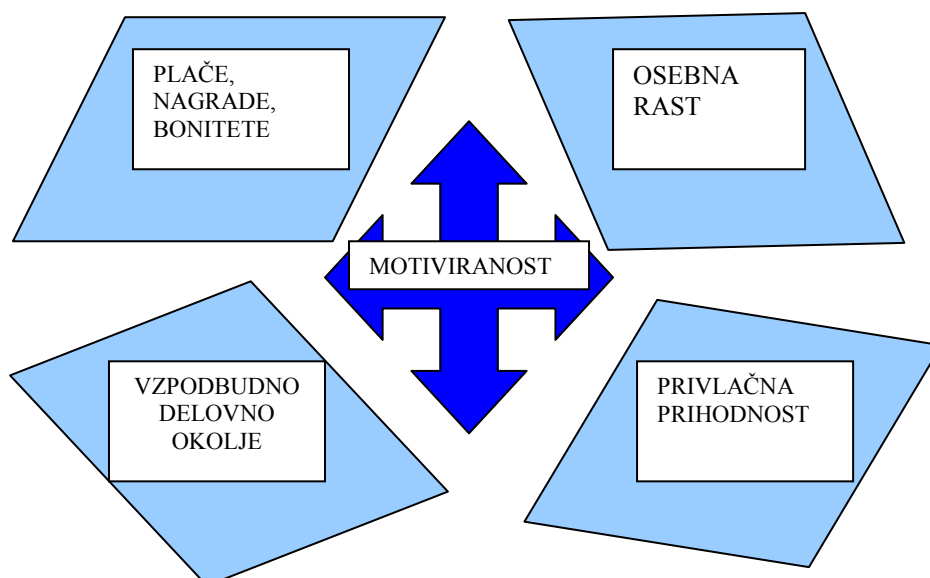 PLAČE,
NAGRADE,
BONITETE
OSEBNA
RAST
MOTIVIRANOST
VZPODBUDNO
DELOVNO
OKOLJE
PRIVLAČNA
PRIHODNOST